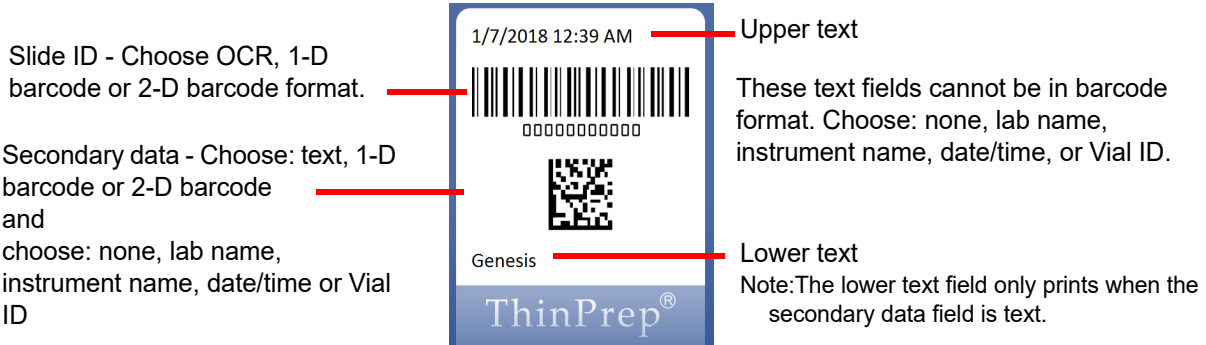 Slide ID - Choose OCR, 1-D
barcode or 2-D barcode format.
Secondary data - Choose: text, 1-D
barcode or 2-D barcode
and
choose: none, lab name,
instrument name, date/time or Vial
ID
1/7/2018 12:39 AM
00000000000
Genesis
ThinPrep®
Upper text
These text fields cannot be in barcode
format. Choose: none, lab name,
instrument name, date/time, or Vial ID.
Lower text
Note:The lower text field only prints when the
secondary data field is text.